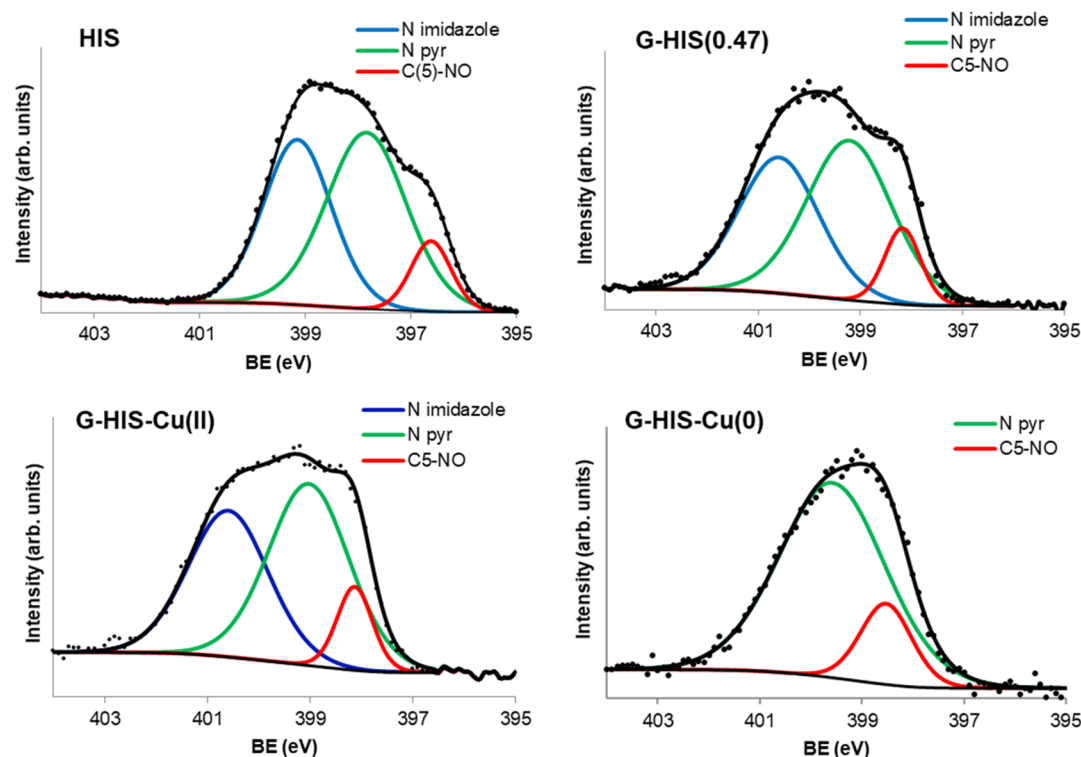 HIS
N imidazole
N pyr
C(5)-NO
Intensity (arb. units)
403 401 399 397 395
BE (eV)
G-HIS(0.47)
N imidazole
N pyr
C5-NO
Intensity (arb. units)
403 401 399 397 395
BE (eV)
G-HIS-Cu(II)
N imidazole
N pyr
C5-NO
Intensity (arb. units)
403 401 399 397 395
BE (eV)
G-HIS-Cu(0)
N pyr
C5-NO
Intensity (arb. units)
403 401 399 397 395
BE (eV)